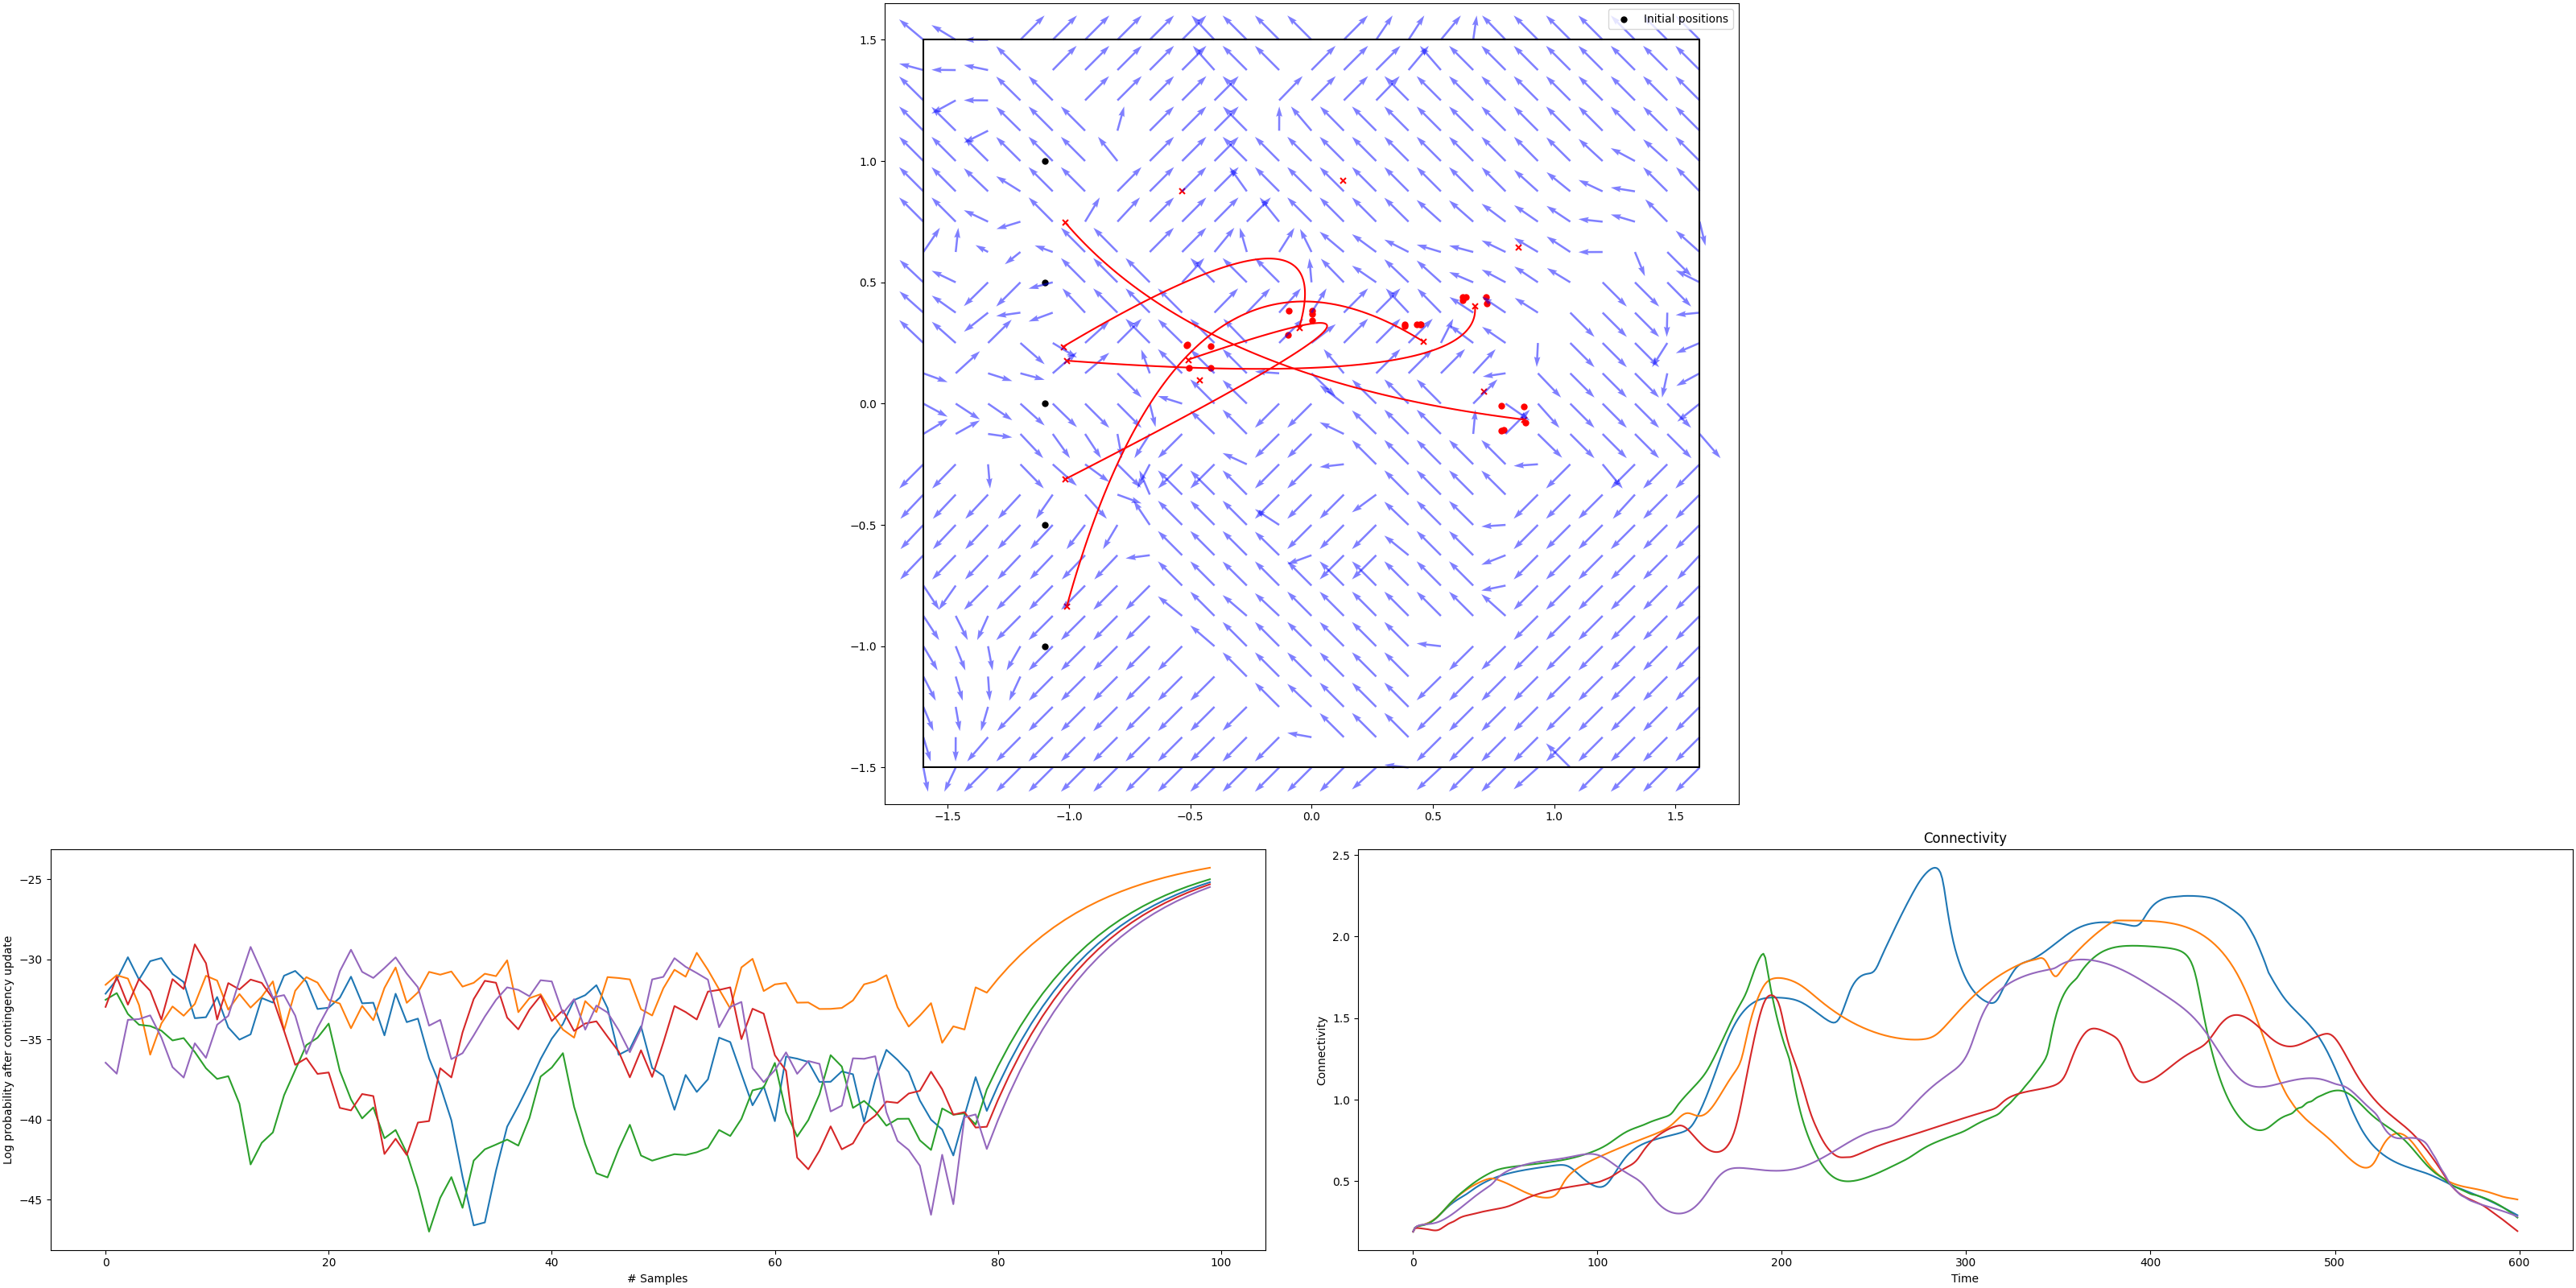 Initial positions
1.5
1.0
0.5
0.0
−0.5
−1.0
−1.5
−1.5 −1.0 −0.5 0.0 0.5 1.0 1.5
Log probability after contingency update
−25
−30
−35
−40
−45
0 20 40 60 80 100
# Samples
Connectivity
Connectivity
2.5
2.0
1.5
1.0
0.5
0 100 200 300 400 500 600
Time